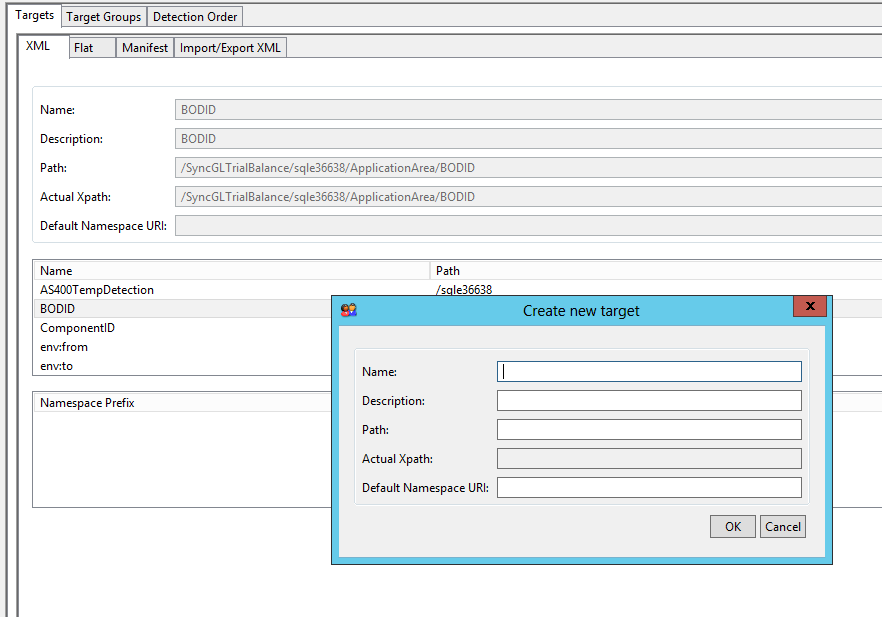 Targets Target Groups Detection Order
XML Flat Manifest Import/Export XML
Name: BODID
Description: BODID
Path: /SyncGLTrialBalance/sqle36638/ApplicationArea/BODID
Actual Xpath: /SyncGLTrialBalance/sqle36638/ApplicationArea/BODID
Default Namespace URI:
Name Path
AS400TempDetection /sqle36638
BODID
ComponentID
env:from
env:to
Namespace Prefix
Create new target
x
Name:
Description:
Path:
Actual Xpath:
Default Namespace URI:
OK Cancel